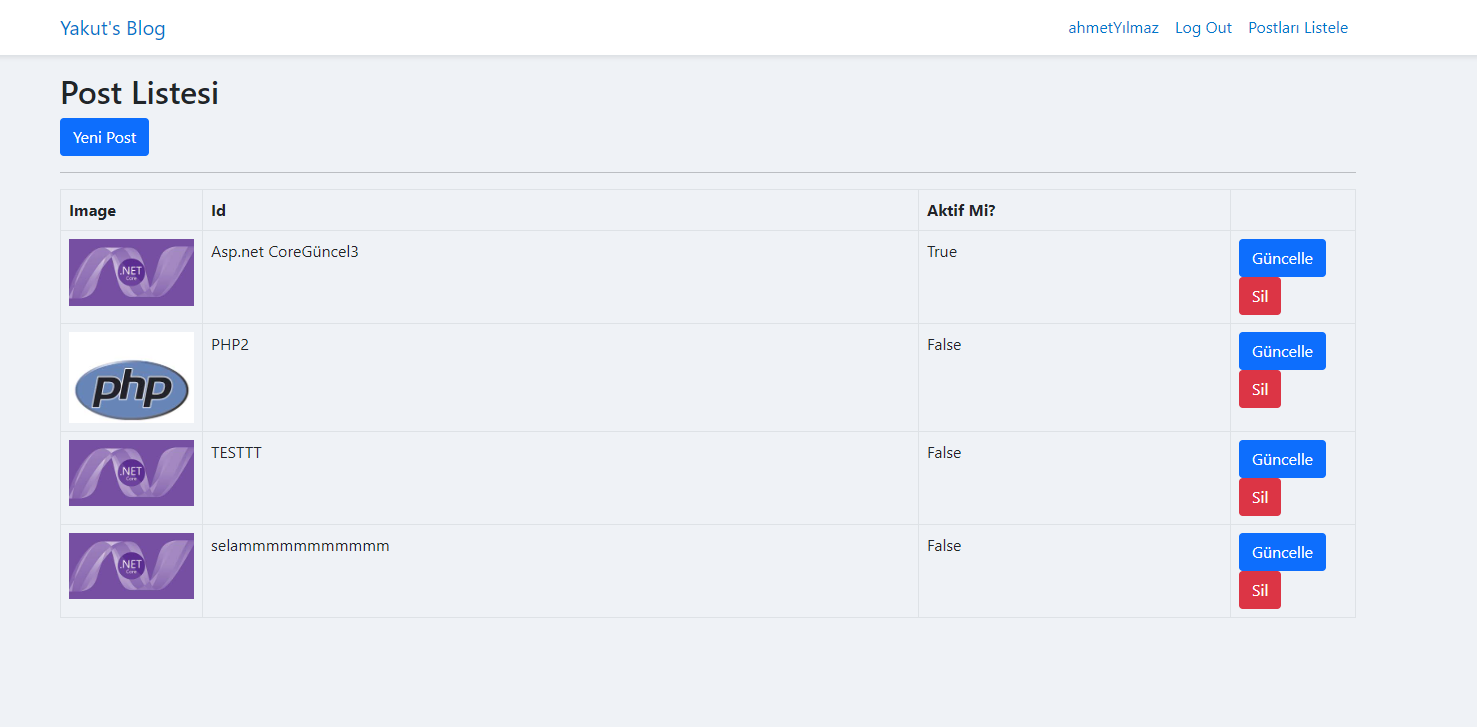 Yakut's Blog ahmetYılmaz Log Out Postları Listele
Post Listesi
Yeni Post
Image Id Aktif Mi?
.NET Core Asp.net CoreGüncel3 True Güncelle
Sil
php PHP2 False Güncelle
Sil
.NET Core TESTTT False Güncelle
Sil
.NET Core selammmmmmmmmmm False Güncelle
Sil